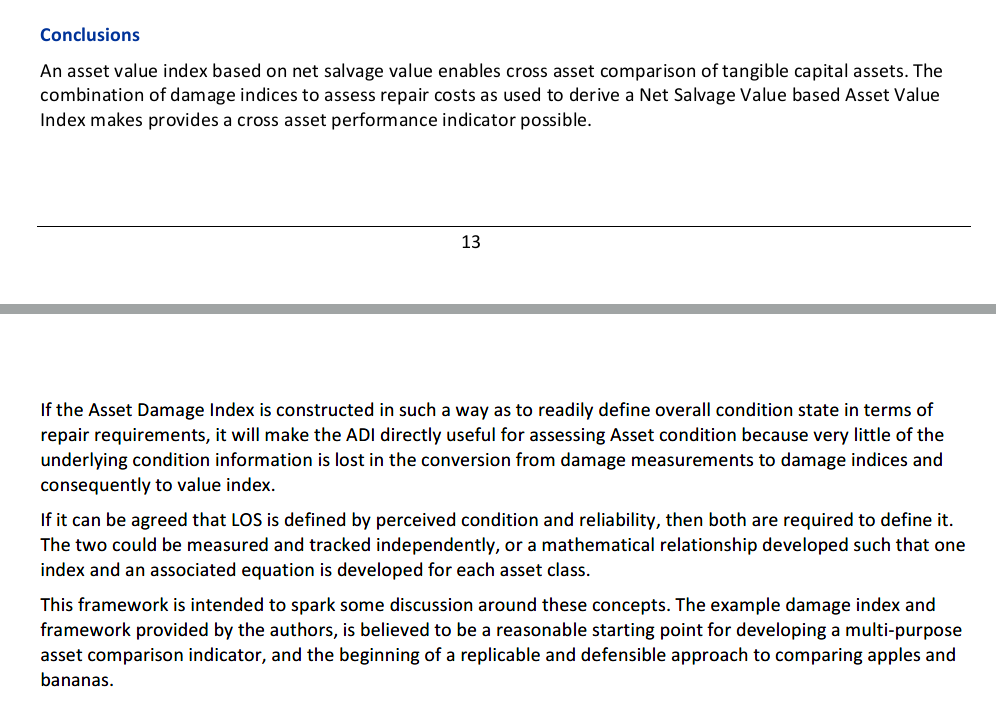 Conclusions
An asset value index based on net salvage value enables cross asset comparison of tangible capital assets. The
combination of damage indices to assess repair costs as used to derive a Net Salvage Value based Asset Value
Index makes provides a cross asset performance indicator possible.
13
If the Asset Damage Index is constructed in such a way as to readily define overall condition state in terms of
repair requirements, it will make the ADI directly useful for assessing Asset condition because very little of the
underlying condition information is lost in the conversion from damage measurements to damage indices and
consequently to value index.
If it can be agreed that LOS is defined by perceived condition and reliability, then both are required to define it.
The two could be measured and tracked independently, or a mathematical relationship developed such that one
index and an associated equation is developed for each asset class.
This framework is intended to spark some discussion around these concepts. The example damage index and
framework provided by the authors, is believed to be a reasonable starting point for developing a multi-purpose
asset comparison indicator, and the beginning of a replicable and defensible approach to comparing apples and
bananas.